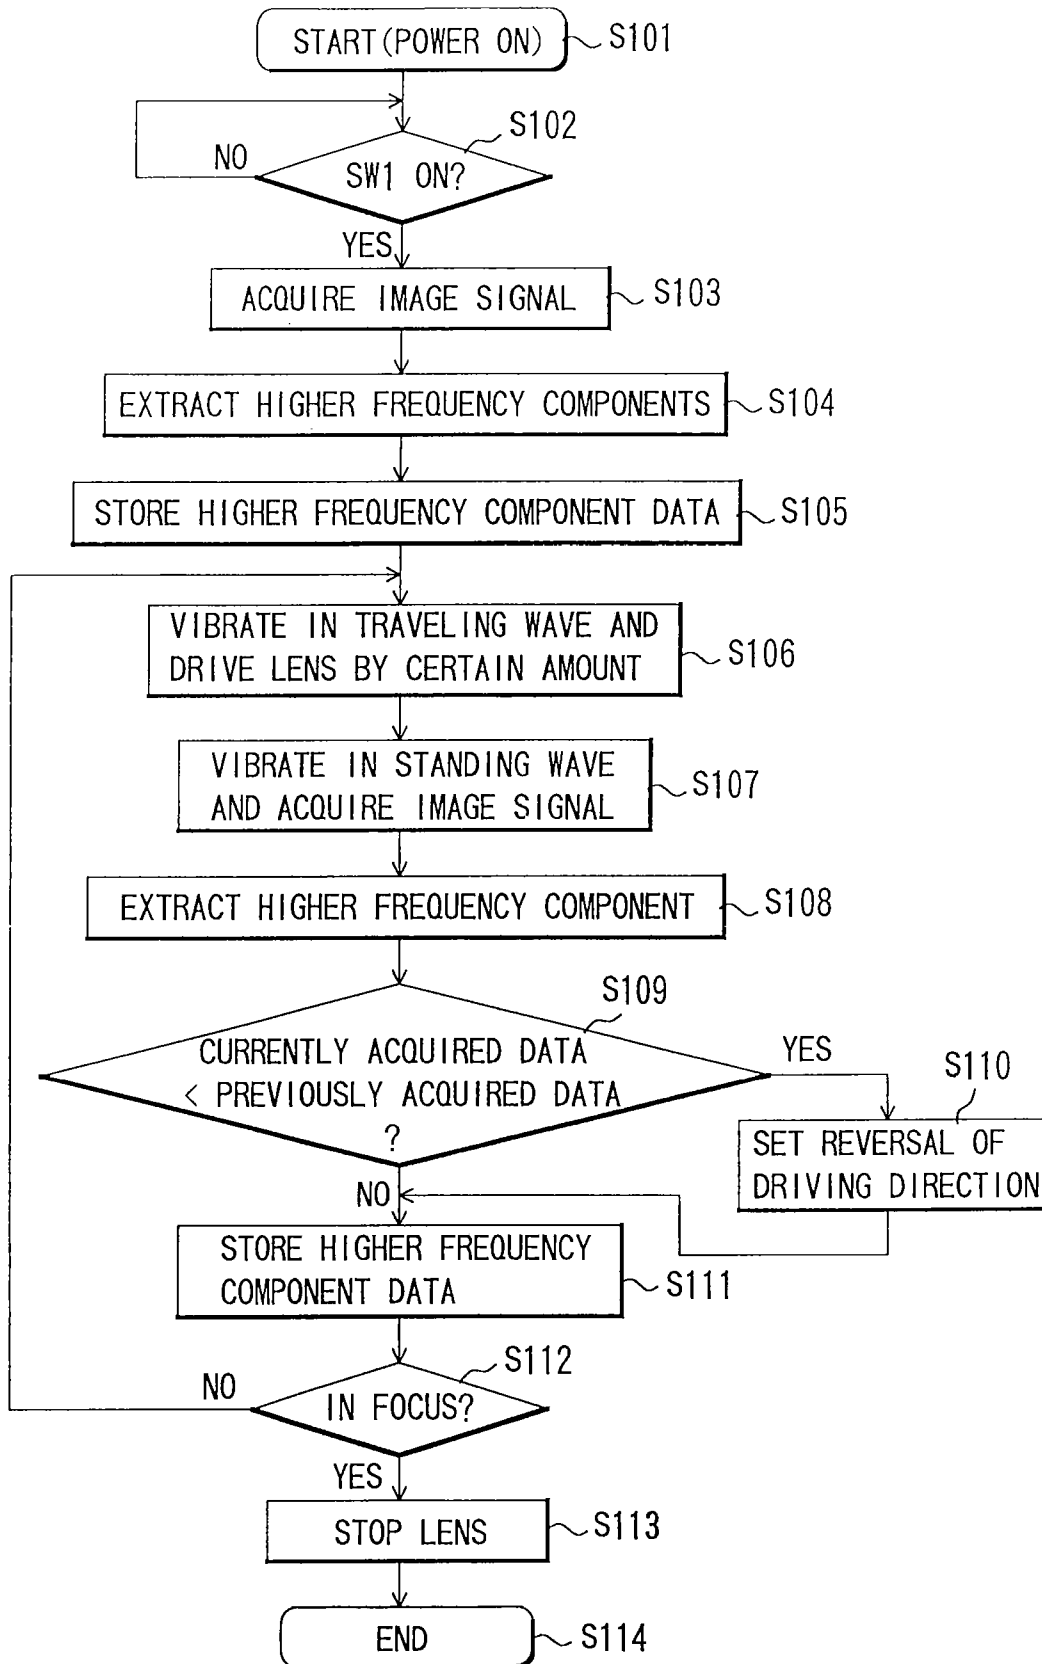 START(POWER ON)
S101
S102
NO
SW1 ON?
YES
ACQUIRE IMAGE SIGNAL
S103
EXTRACT HIGHER FREQUENCY COMPONENTS
S104
STORE HIGHER FREQUENCY COMPONENT DATA
S105
VIBRATE IN TRAVELING WAVE AND
DRIVE LENS BY CERTAIN AMOUNT
S106
VIBRATE IN STANDING WAVE
AND ACQUIRE IMAGE SIGNAL
S107
EXTRACT HIGHER FREQUENCY COMPONENT
S108
S109
CURRENTLY ACQUIRED DATA
< PREVIOUSLY ACQUIRED DATA
?
YES
S110
SET REVERSAL OF
DRIVING DIRECTION
NO
STORE HIGHER FREQUENCY
COMPONENT DATA
S111
S112
NO
IN FOCUS?
YES
STOP LENS
S113
END
S114